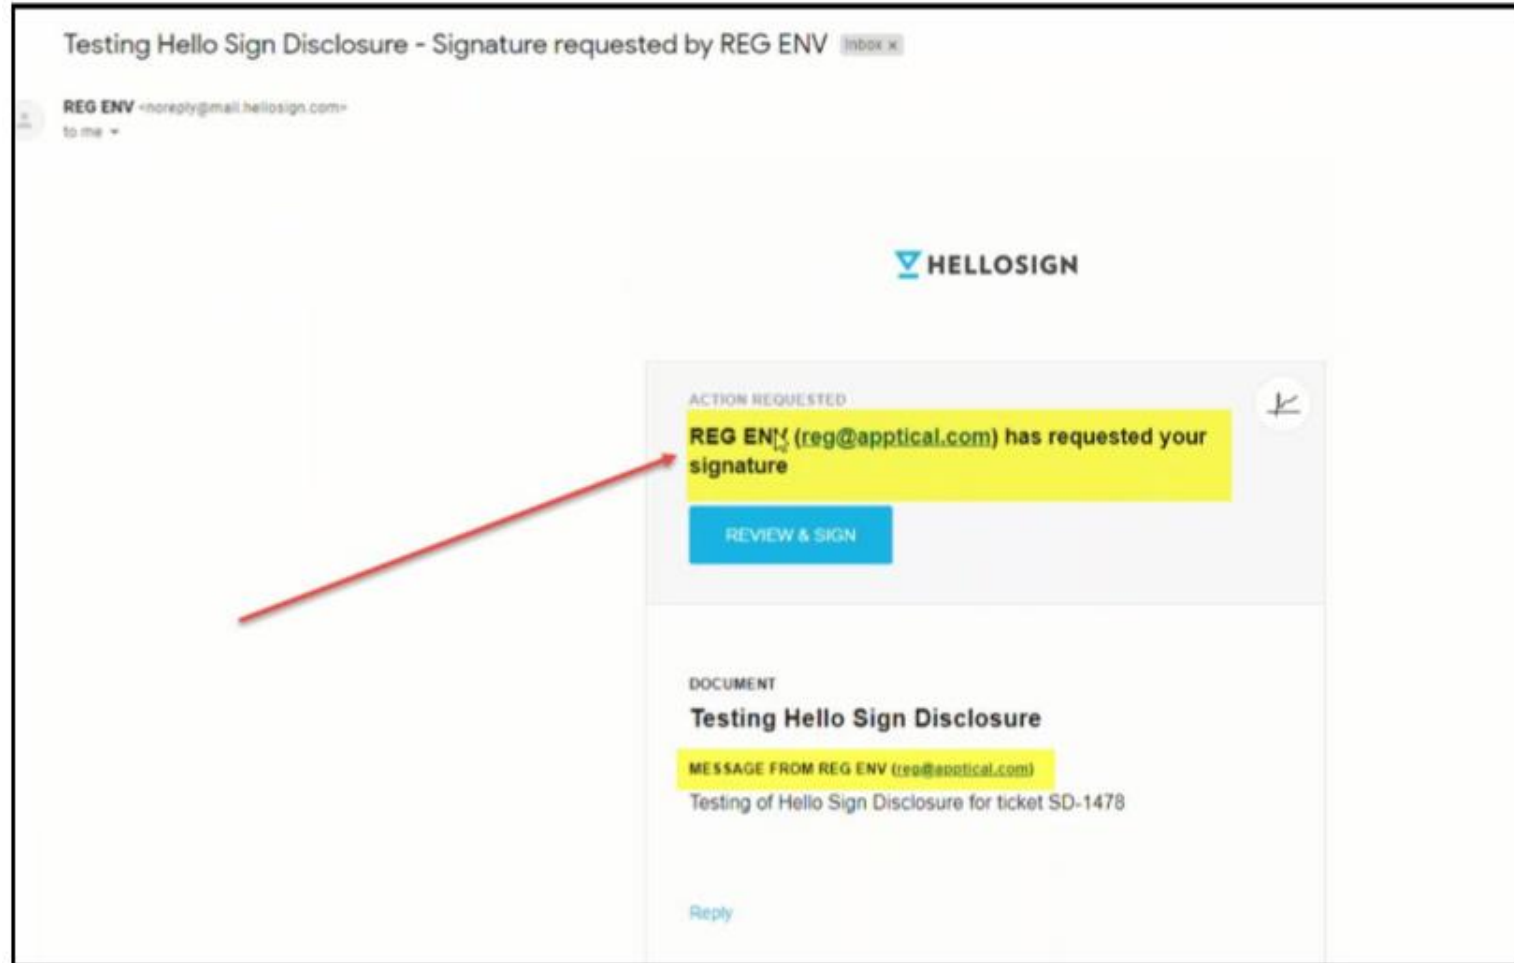 Testing Hello Sign Disclosure - Signature requested by REG ENV Inbox x
REG ENV <noreply@mail.hellosign.com>
to me
HELLOSIGN
ACTION REQUESTED
REG ENV (reg@apptical.com) has requested your
signature
REVIEW & SIGN
DOCUMENT
Testing Hello Sign Disclosure
MESSAGE FROM REG ENV (reg@apptical.com)
Testing of Hello Sign Disclosure for ticket SD-1478
Reply